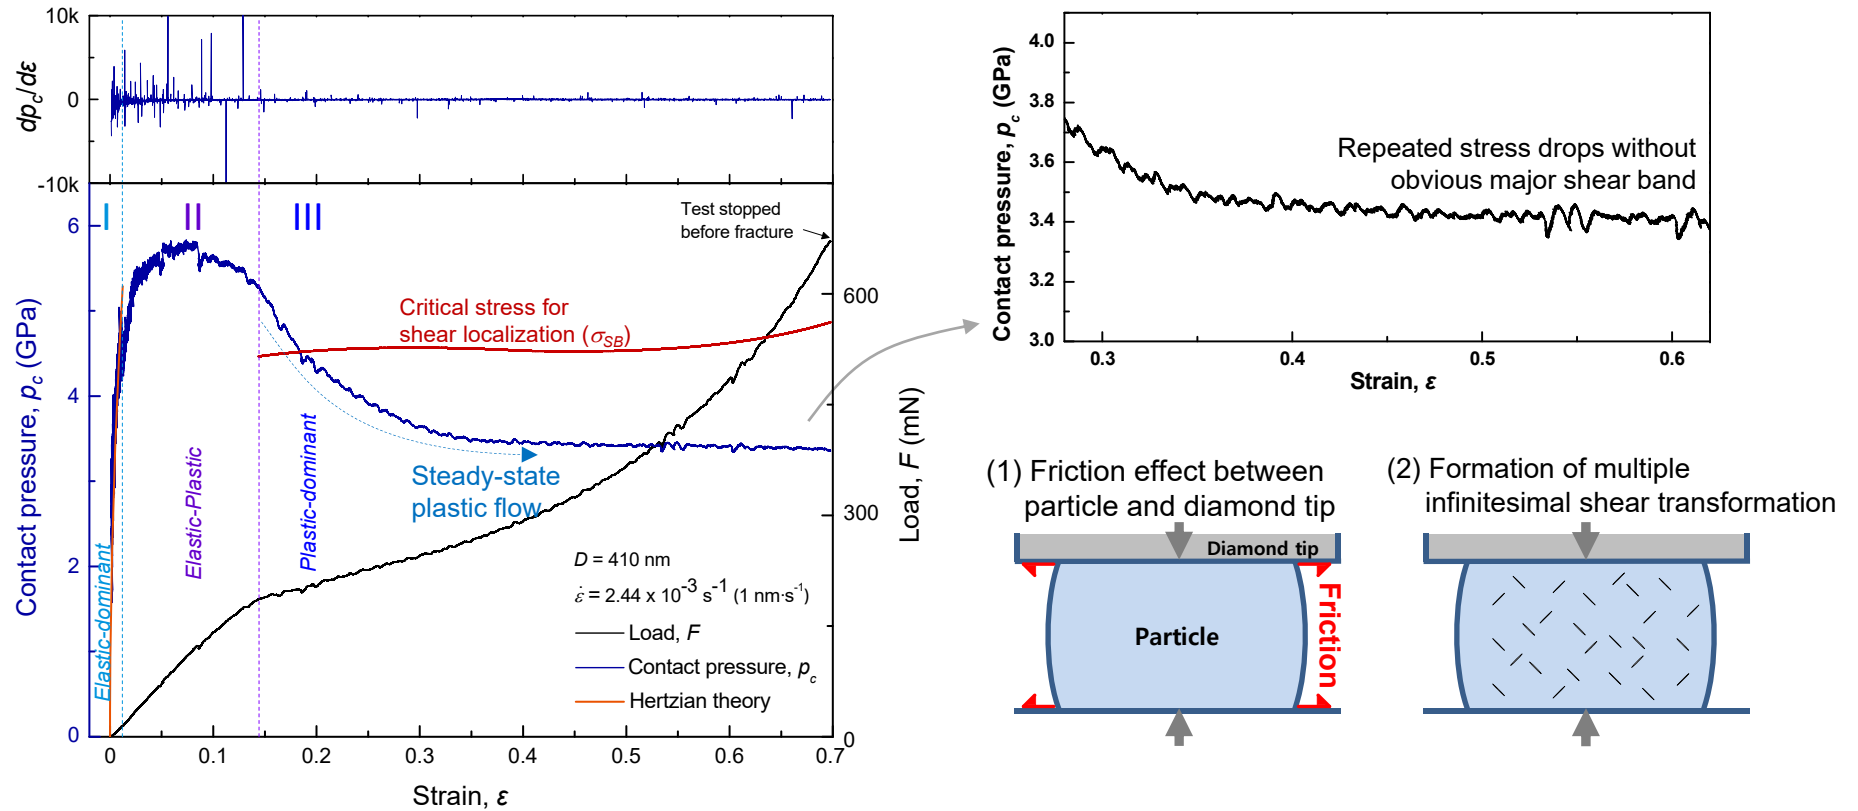 10k
0
-10k
dp_c/dε
I
II
III
6
4
2
0
Contact pressure, p_c (GPa)
Test stopped
before fracture
Critical stress for
shear localization (σ_SB)
Elastic-dominant
Elastic-Plastic
Plastic-dominant
Steady-state
plastic flow
D = 410 nm
ε̇ = 2.44 x 10^-3 s^-1 (1 nm·s^-1)
Load, F
Contact pressure, p_c
Hertzian theory
600
300
0
Load, F (mN)
0 0.1 0.2 0.3 0.4 0.5 0.6 0.7
Strain, ε
4.0
3.8
3.6
3.4
3.2
3.0
Contact pressure, p_c (GPa)
Repeated stress drops without
obvious major shear band
0.3 0.4 0.5 0.6
Strain, ε
(1) Friction effect between
particle and diamond tip
Diamond tip
Particle
Friction
(2) Formation of multiple
infinitesimal shear transformation